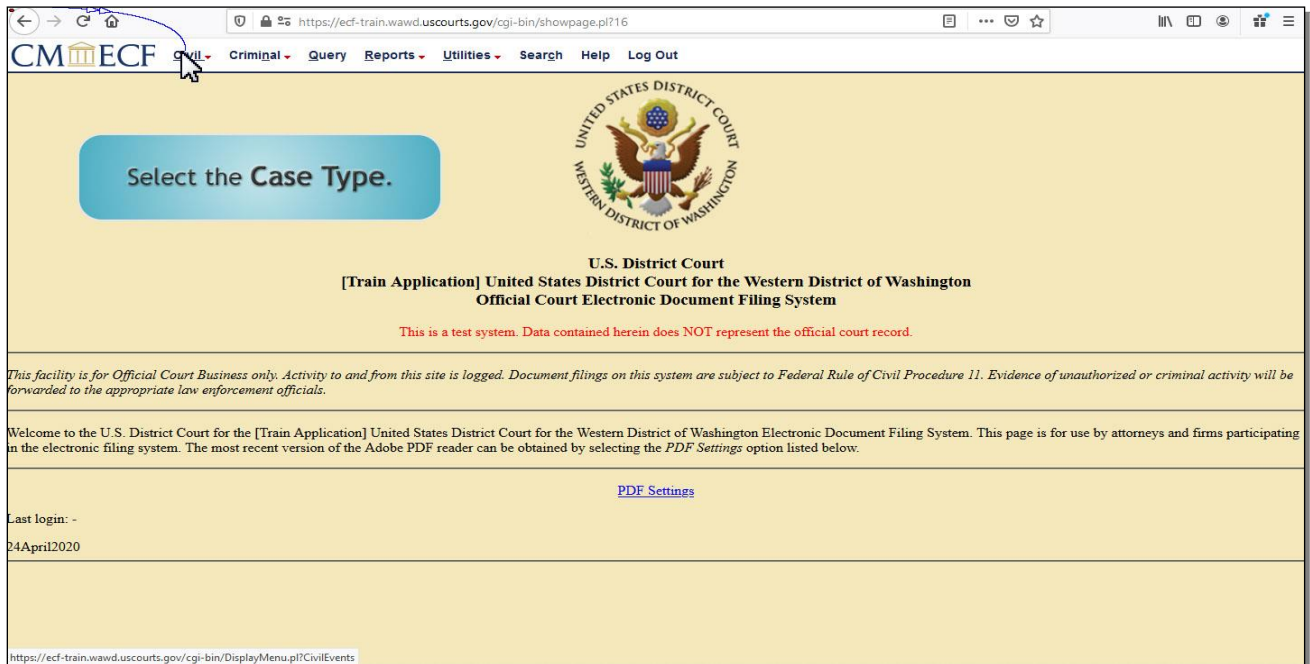 https://ecf-train.wawd.uscourts.gov/cgi-bin/showpage.pl?16
CM ECF Civil Criminal Query Reports Utilities Search Help Log Out
UNITED STATES DISTRICT COURT
WESTERN DISTRICT OF WASHINGTON
Select the Case Type.
U.S. District Court
[Train Application] United States District Court for the Western District of Washington
Official Court Electronic Document Filing System
This is a test system. Data contained herein does NOT represent the official court record.
This facility is for Official Court Business only. Activity to and from this site is logged. Document filings on this system are subject to Federal Rule of Civil Procedure 11. Evidence of unauthorized or criminal activity will be
forwarded to the appropriate law enforcement officials.
Welcome to the U.S. District Court for the [Train Application] United States District Court for the Western District of Washington Electronic Document Filing System. This page is for use by attorneys and firms participating
in the electronic filing system. The most recent version of the Adobe PDF reader can be obtained by selecting the PDF Settings option listed below.
PDF Settings
Last login: -
24April2020
https://ecf-train.wawd.uscourts.gov/cgi-bin/DisplayMenu.pl?CivilEvents